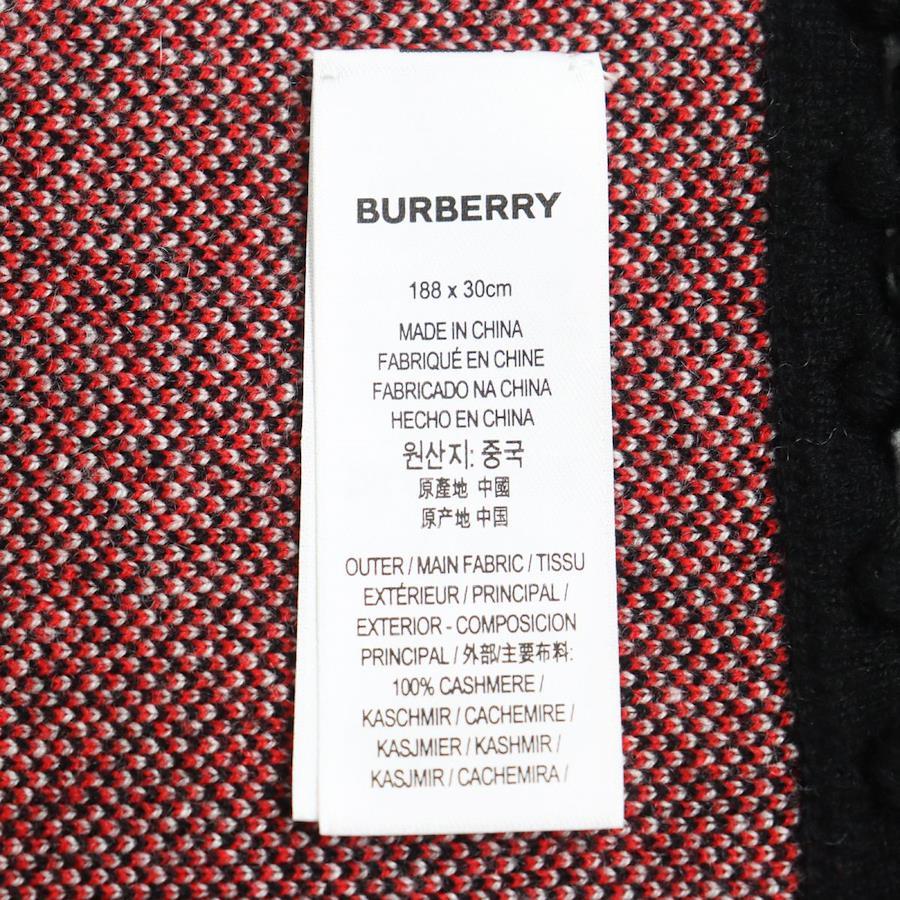 BURBERRY
188 x 30cm
MADE IN CHINA
FABRIQUÉ EN CHINE
FABRICADO NA CHINA
HECHO EN CHINA
원산지: 중국
原產地 中國
原产地 中国
OUTER / MAIN FABRIC / TISSU
EXTÉRIEUR / PRINCIPAL /
EXTERIOR - COMPOSICION
PRINCIPAL / 外部/主要布料:
100% CASHMERE /
KASCHMIR / CACHEMIRE /
KASJMIER / KASHMIR /
KASJMIR / CACHEMIRA /